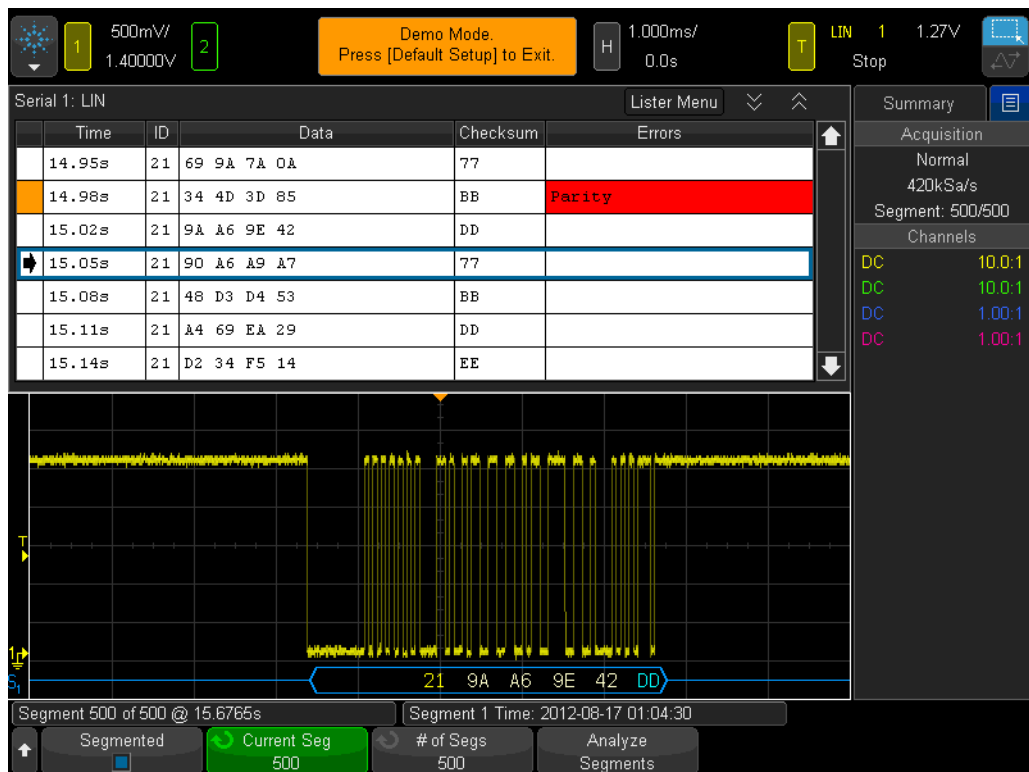 1 500mV/ 1.40000V
2
Demo Mode.
Press [Default Setup] to Exit.
H 1.000ms/ 0.0s
T LIN 1 1.27V
Stop
Serial 1: LIN
Lister Menu
Time ID Data Checksum Errors
14.95s 21 69 9A 7A 0A 77
14.98s 21 34 4D 3D 85 BB Parity
15.02s 21 9A A6 9E 42 DD
15.05s 21 90 A6 A9 A7 77
15.08s 21 48 D3 D4 53 BB
15.11s 21 A4 69 EA 29 DD
15.14s 21 D2 34 F5 14 EE
Summary
Acquisition
Normal
420kSa/s
Segment: 500/500
Channels
DC 10.0:1
DC 10.0:1
DC 1.00:1
DC 1.00:1
T
1
S1
21 9A A6 9E 42 DD
Segment 500 of 500 @ 15.6765s
Segment 1 Time: 2012-08-17 01:04:30
Segmented
Current Seg
500
# of Segs
500
Analyze
Segments